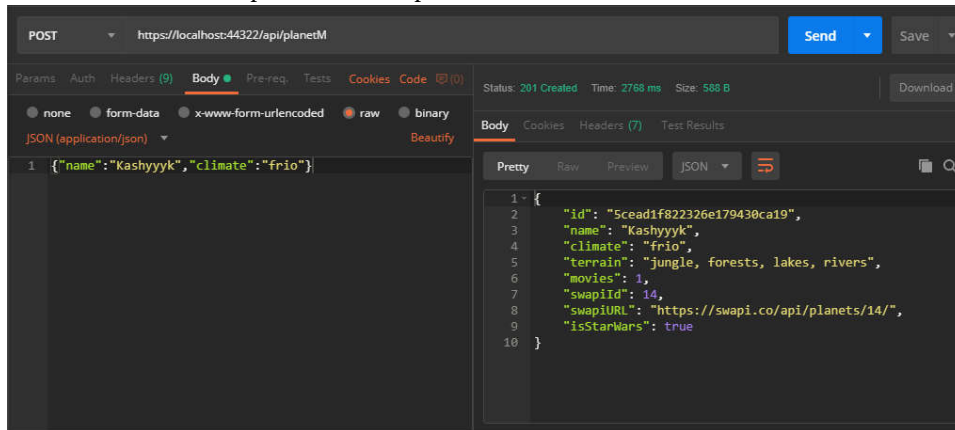 POST https://localhost:44322/api/planetM Send Save
Params Auth Headers (9) Body Pre-req. Tests Cookies Code (0)
none form-data x-www-form-urlencoded raw binary
JSON (application/json) Beautify
1 {"name":"Kashyyyk","climate":"frio"}
Status: 201 Created Time: 2768 ms Size: 588 B Download
Body Cookies Headers (7) Test Results
Pretty Raw Preview JSON
1 {
2 "id": "5cead1f822326e179430ca19",
3 "name": "Kashyyyk",
4 "climate": "frio",
5 "terrain": "jungle, forests, lakes, rivers",
6 "movies": 1,
7 "swapiId": 14,
8 "swapiURL": "https://swapi.co/api/planets/14/",
9 "isStarWars": true
10 }